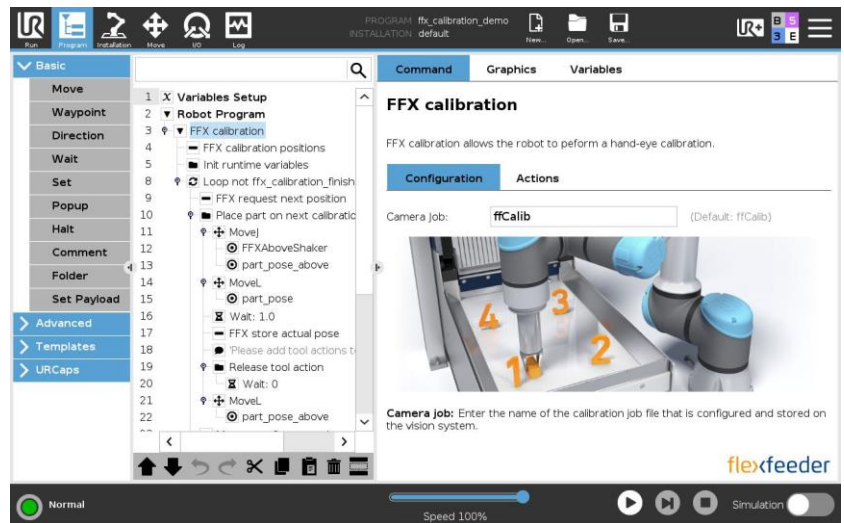 PROGRAM ffx_calibration_demo
INSTALLATION default
Run Program Installation Move I/O Log
New... Open... Save...
UR+ B 5 3 E
Basic
Move
Waypoint
Direction
Wait
Set
Popup
Halt
Comment
Folder
Set Payload
Advanced
Templates
URCaps
1 X Variables Setup
2 Robot Program
3 FFX calibration
4 FFX calibration positions
5 Init runtime variables
8 Loop not ffx_calibration_finish
9 FFX request next position
10 Place part on next calibratic
11 MoveJ
12 FFXAboveShaker
13 part_pose_above
14 MoveL
15 part_pose
16 Wait: 1.0
17 FFX store actual pose
18 'Please add tool actions t
19 Release tool action
20 Wait: 0
21 MoveL
22 part_pose_above
Command Graphics Variables
FFX calibration
FFX calibration allows the robot to peform a hand-eye calibration.
Configuration Actions
Camera Job: ffCalib (Default: ffCalib)
4 3
1 2
Camera job: Enter the name of the calibration job file that is configured and stored on
the vision system.
flexfeeder
Normal
Speed 100%
Simulation